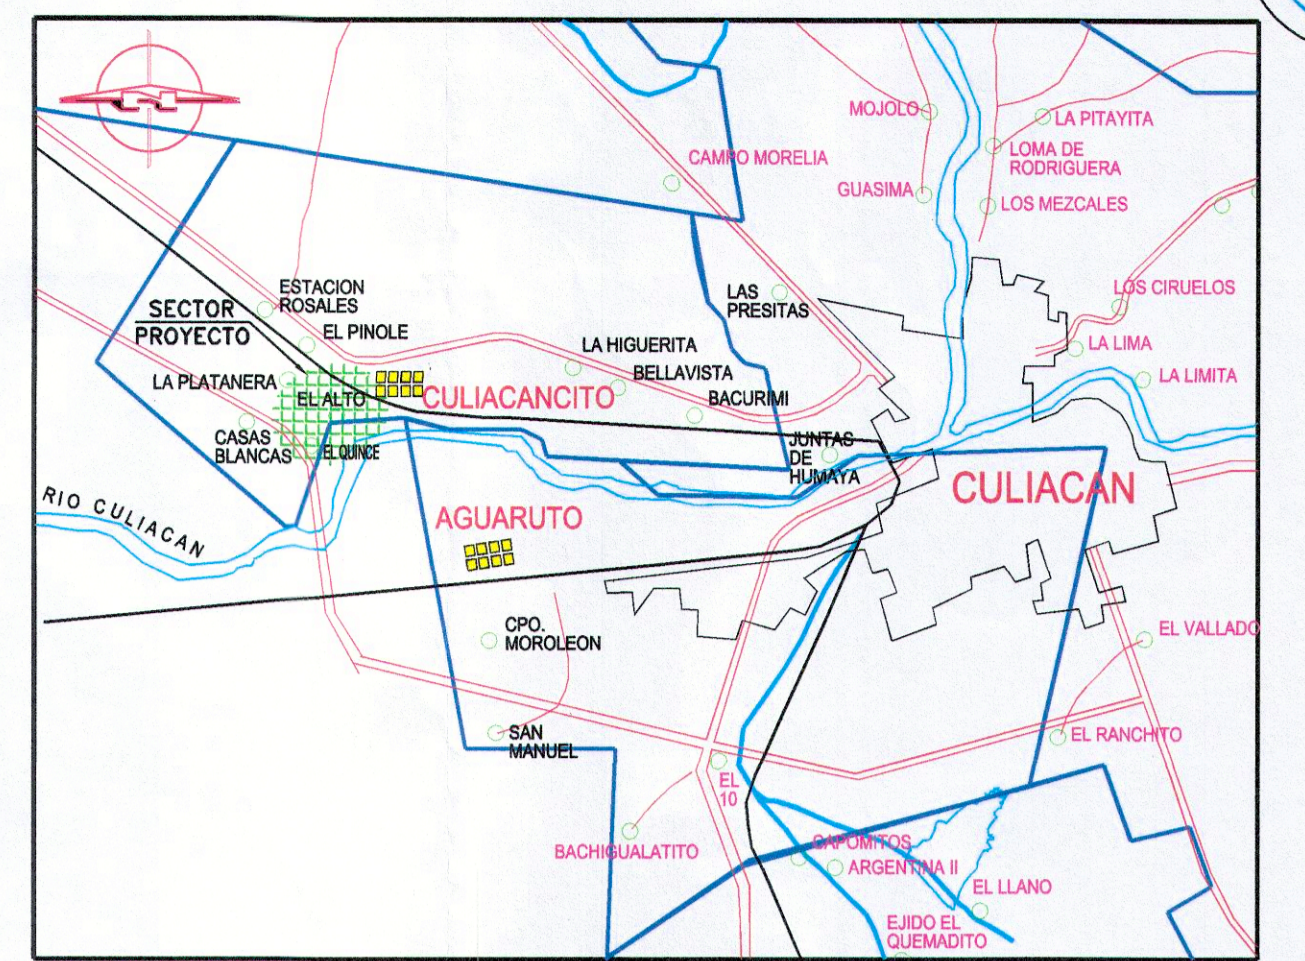 MOJOLO
LA PITAYITA
LOMA DE
RODRIGUERA
CAMPO MORELIA
GUASIMA
LOS MEZCALES
ESTACION
ROSALES
LAS
PRESITAS
LOS CIRUELOS
SECTOR
PROYECTO
EL PINOLE
LA HIGUERITA
LA LIMA
BELLAVISTA
LA PLATANERA
LA LIMITA
EL ALTO
CULIACANCITO
BACURIMI
CASAS
BLANCAS
EL QUINCE
JUNTAS
DE
HUMAYA
CULIACAN
RIO CULIACAN
AGUARUTO
CPO.
MOROLEON
EL VALLADO
SAN
MANUEL
EL RANCHITO
EL
10
BACHIGUALATITO
CAPOMITOS
ARGENTINA II
EL LLANO
EJIDO EL
QUEMADITO